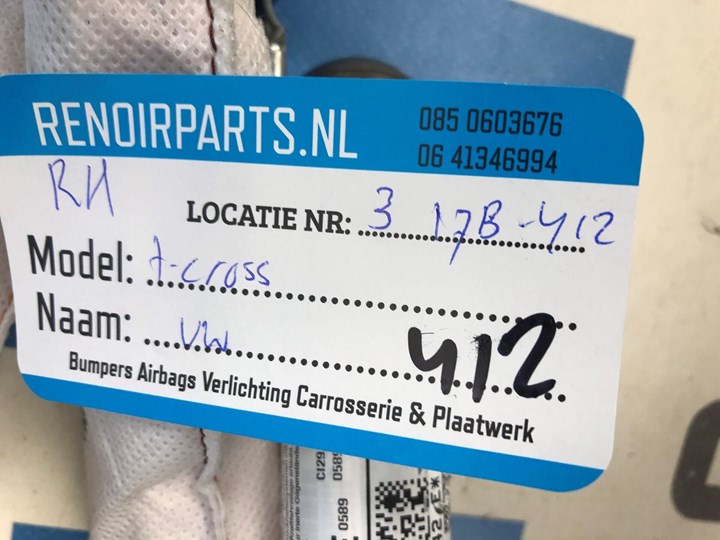 RENOIRPARTS.NL
085 0603676
06 41346994
RH
LOCATIE NR: 3 17B-412
Model: t-cross
Naam: VW
412
Bumpers Airbags Verlichting Carrosserie & Plaatwerk
0589